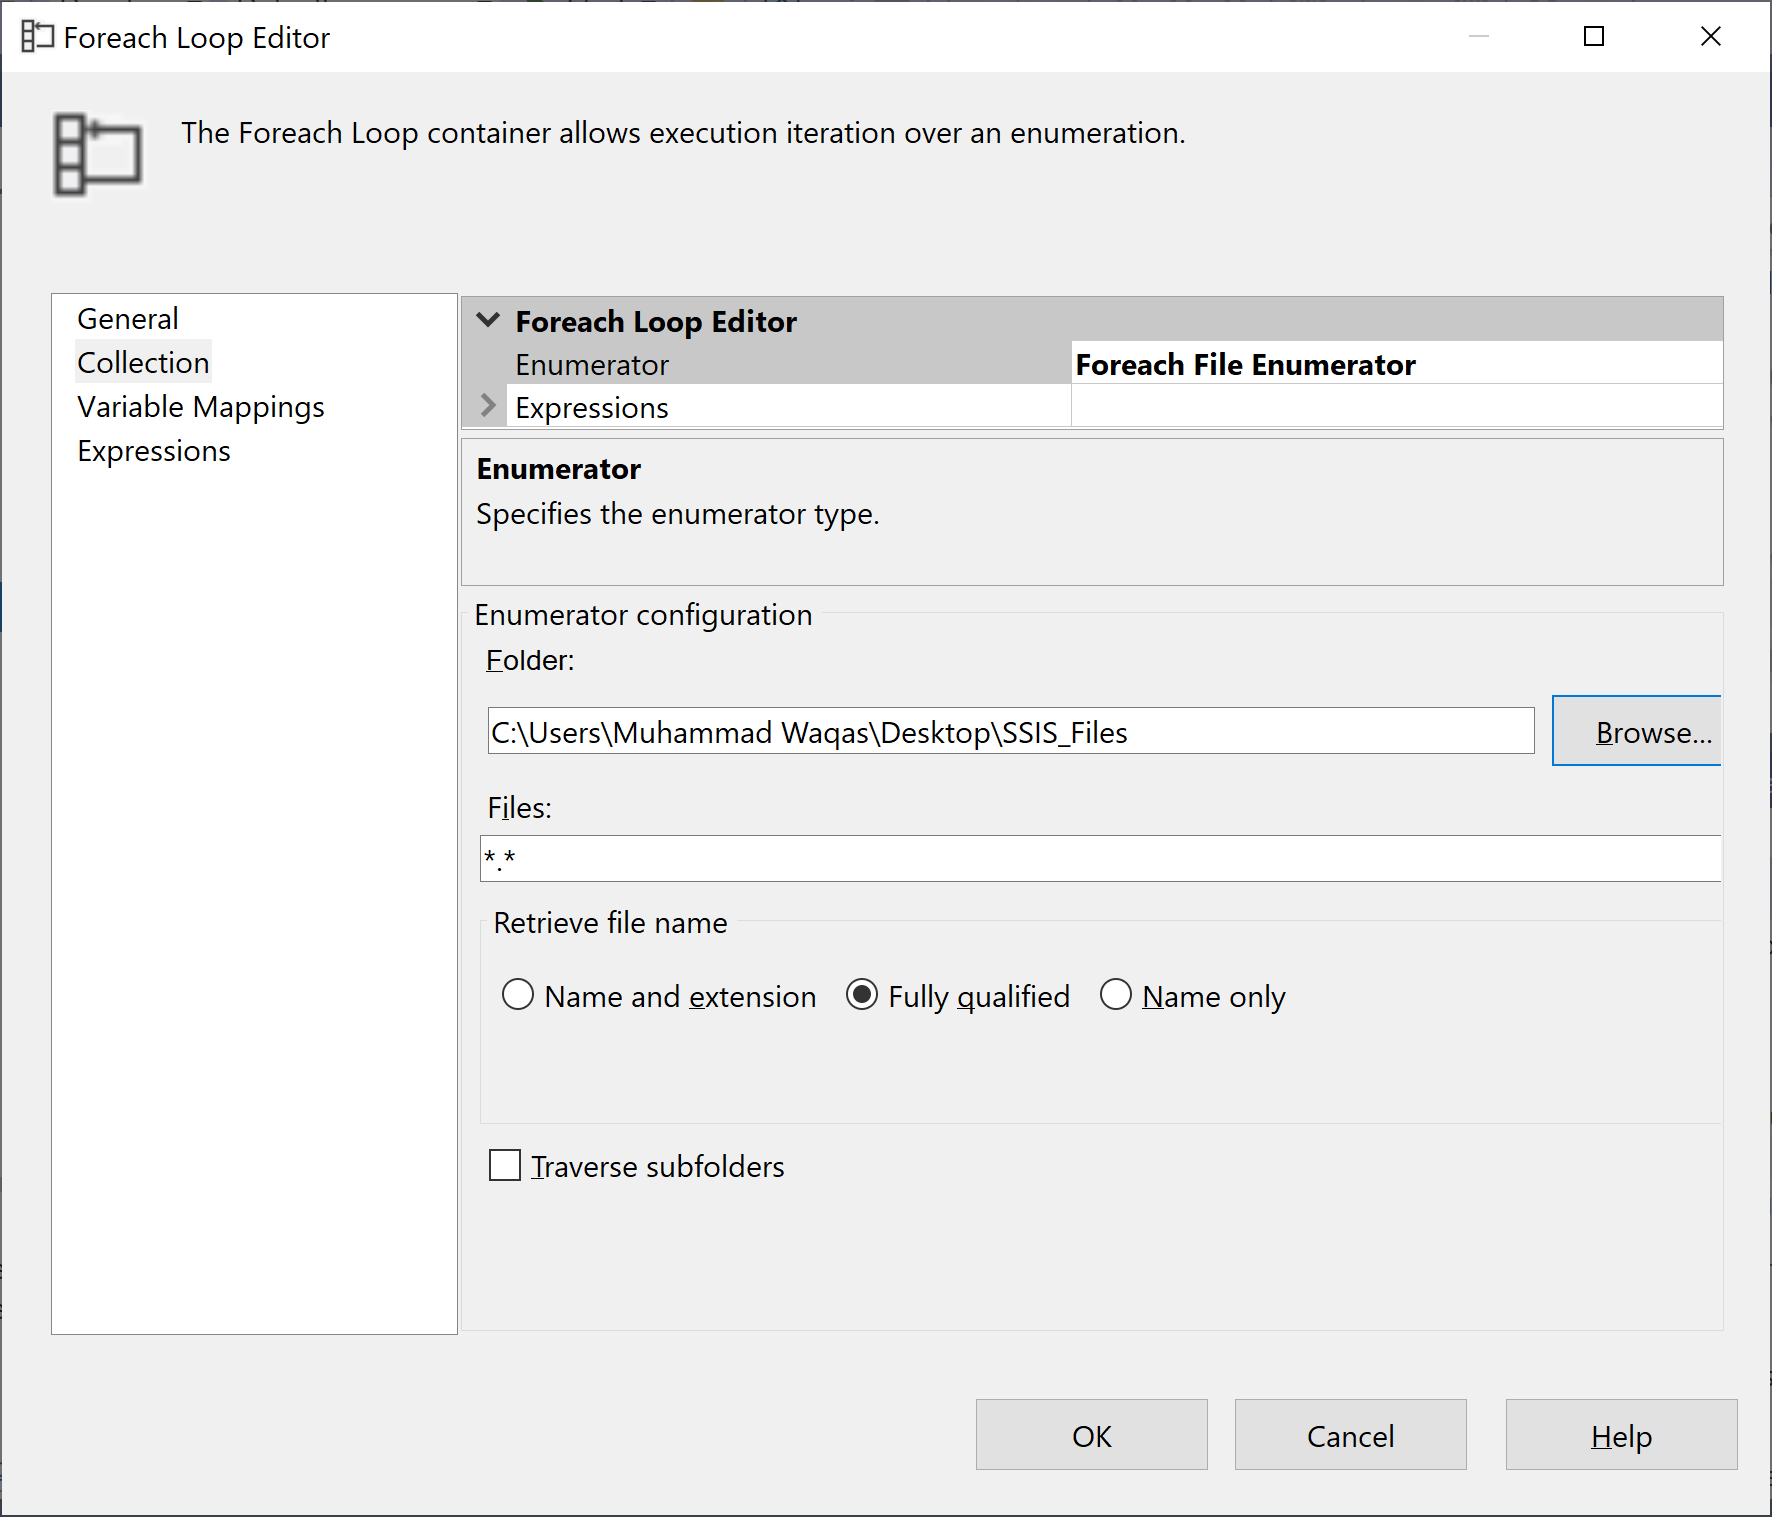 Foreach Loop Editor
The Foreach Loop container allows execution iteration over an enumeration.
General
Collection
Variable Mappings
Expressions
Foreach Loop Editor
Enumerator Foreach File Enumerator
Expressions
Enumerator
Specifies the enumerator type.
Enumerator configuration
Folder:
C:\Users\Muhammad Waqas\Desktop\SSIS_Files Browse...
Files:
*.*
Retrieve file name
Name and extension Fully qualified Name only
Traverse subfolders
OK Cancel Help